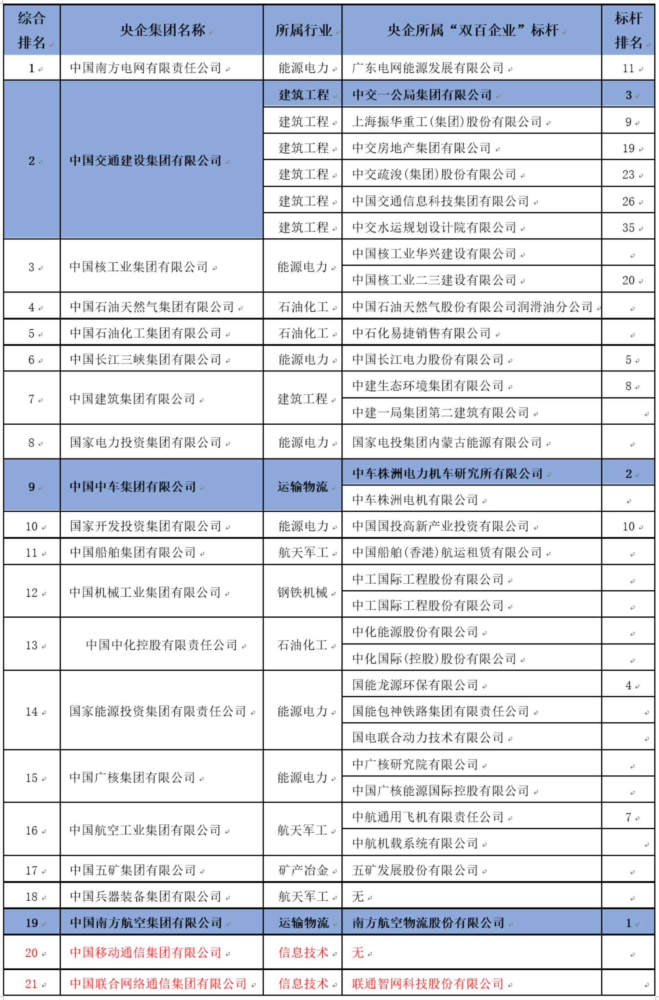 综合排名 央企集团名称 所属行业 央企所属“双百企业”标杆 标杆排名
1 中国南方电网有限责任公司 能源电力 广东电网能源发展有限公司 11
2 中国交通建设集团有限公司 建筑工程 中交一公局集团有限公司 3
建筑工程 上海振华重工(集团)股份有限公司 9
建筑工程 中交房地产集团有限公司 19
建筑工程 中交疏浚(集团)股份有限公司 23
建筑工程 中国交通信息科技集团有限公司 26
建筑工程 中交水运规划设计院有限公司 35
3 中国核工业集团有限公司 能源电力 中国核工业华兴建设有限公司
中国核工业二三建设有限公司 20
4 中国石油天然气集团有限公司 石油化工 中国石油天然气股份有限公司润滑油分公司
5 中国石油化工集团有限公司 石油化工 中石化易捷销售有限公司
6 中国长江三峡集团有限公司 能源电力 中国长江电力股份有限公司 5
7 中国建筑集团有限公司 建筑工程 中建生态环境集团有限公司 8
中建一局集团第二建筑有限公司
8 国家电力投资集团有限公司 能源电力 国家电投集团内蒙古能源有限公司
9 中国中车集团有限公司 运输物流 中车株洲电力机车研究所有限公司 2
中车株洲电机有限公司
10 国家开发投资集团有限公司 能源电力 中国国投高新产业投资有限公司 10
11 中国船舶集团有限公司 航天军工 中国船舶(香港)航运租赁有限公司
12 中国机械工业集团有限公司 钢铁机械 中工国际工程股份有限公司
中工国际工程股份有限公司
13 中国中化控股有限责任公司 石油化工 中化能源股份有限公司
中化国际(控股)股份有限公司
14 国家能源投资集团有限责任公司 能源电力 国能龙源环保有限公司 4
国能包神铁路集团有限责任公司
国电联合动力技术有限公司
15 中国广核集团有限公司 能源电力 中广核研究院有限公司
中国广核能源国际控股有限公司
16 中国航空工业集团有限公司 航天军工 中航通用飞机有限责任公司 7
中航机载系统有限公司
17 中国五矿集团有限公司 矿产冶金 五矿发展股份有限公司
18 中国兵器装备集团有限公司 航天军工 无
19 中国南方航空集团有限公司 运输物流 南方航空物流股份有限公司 1
20 中国移动通信集团有限公司 信息技术 无
21 中国联合网络通信集团有限公司 信息技术 联通智网科技股份有限公司